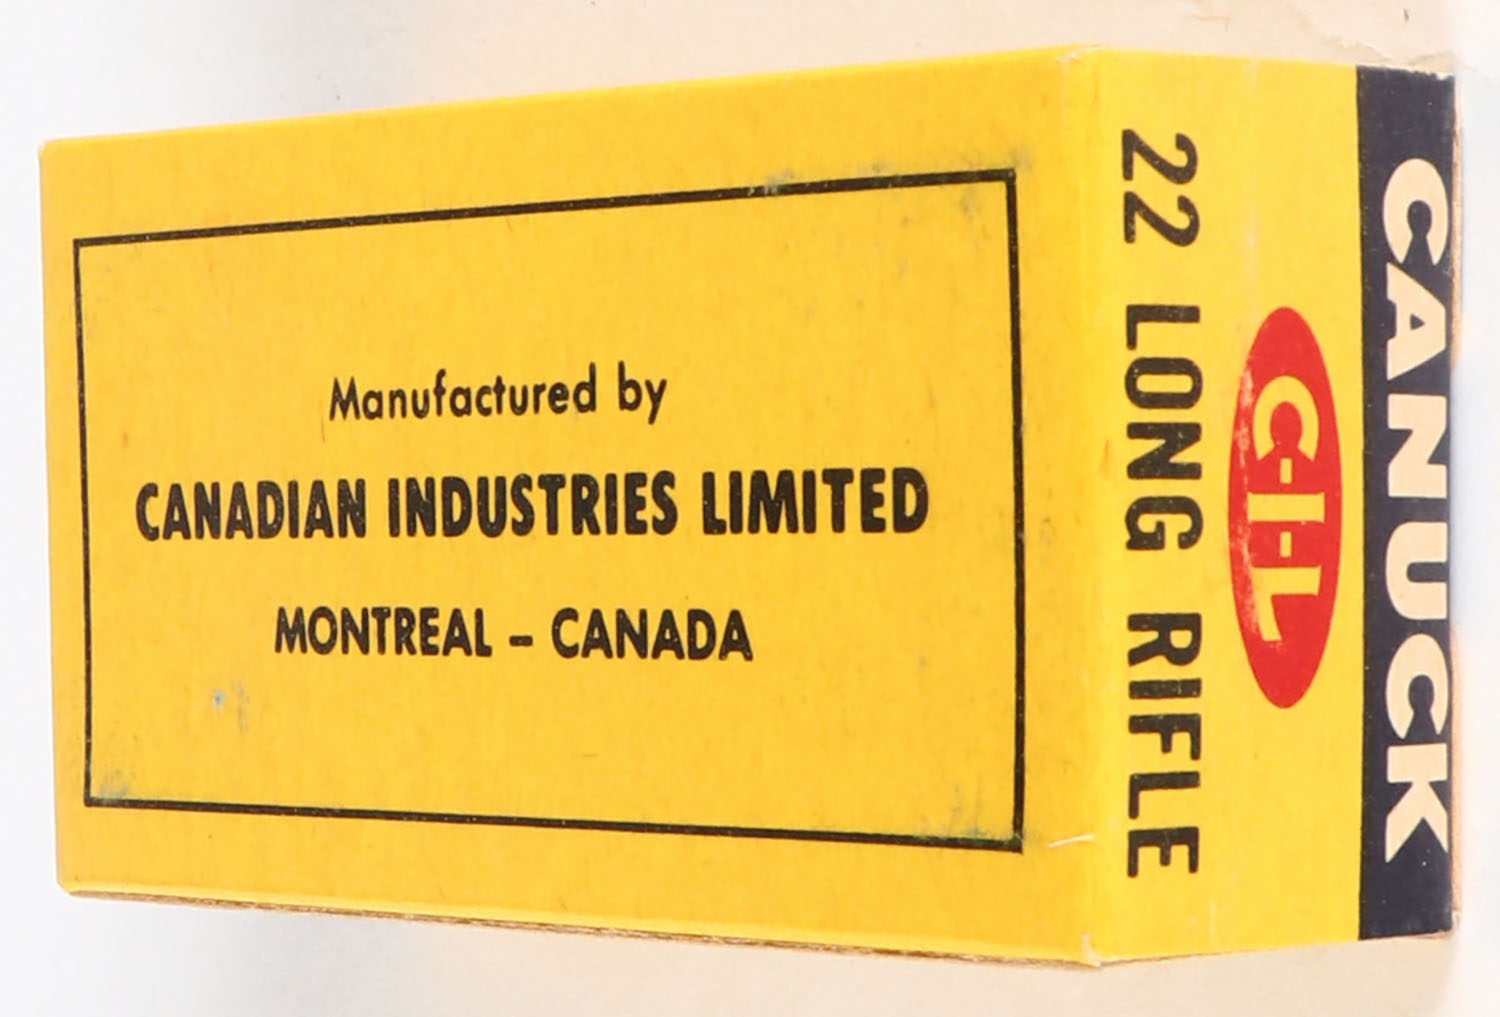 Manufactured by
CANADIAN INDUSTRIES LIMITED
MONTREAL – CANADA
CANUCK
C-I-L
22 LONG RIFLE